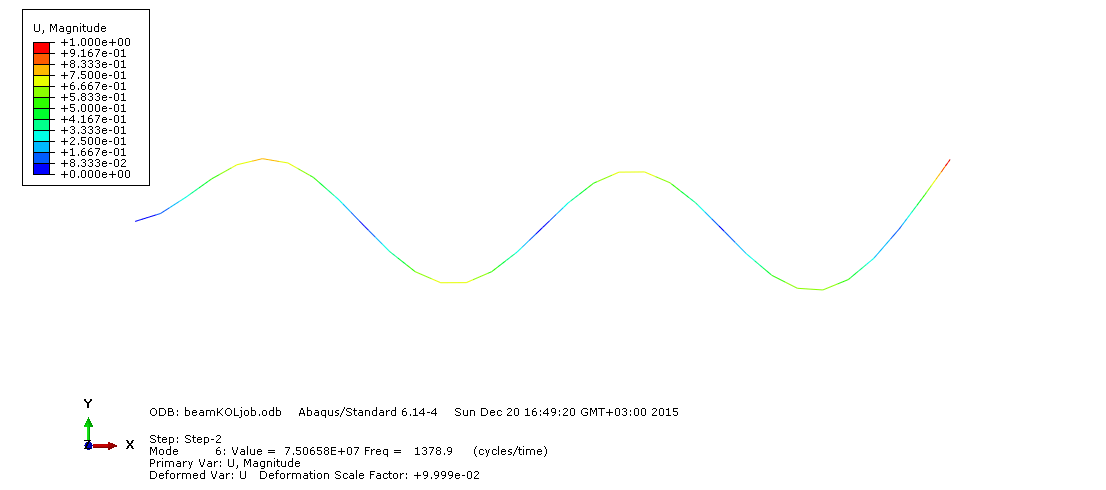 U, Magnitude
+1.000e+00
+9.167e-01
+8.333e-01
+7.500e-01
+6.667e-01
+5.833e-01
+5.000e-01
+4.167e-01
+3.333e-01
+2.500e-01
+1.667e-01
+8.333e-02
+0.000e+00
Y
X
ODB: beamKOLjob.odb    Abaqus/Standard 6.14-4    Sun Dec 20 16:49:20 GMT+03:00 2015
Step: Step-2
Mode         6: Value =  7.50658E+07 Freq =   1378.9     (cycles/time)
Primary Var: U, Magnitude
Deformed Var: U   Deformation Scale Factor: +9.999e-02